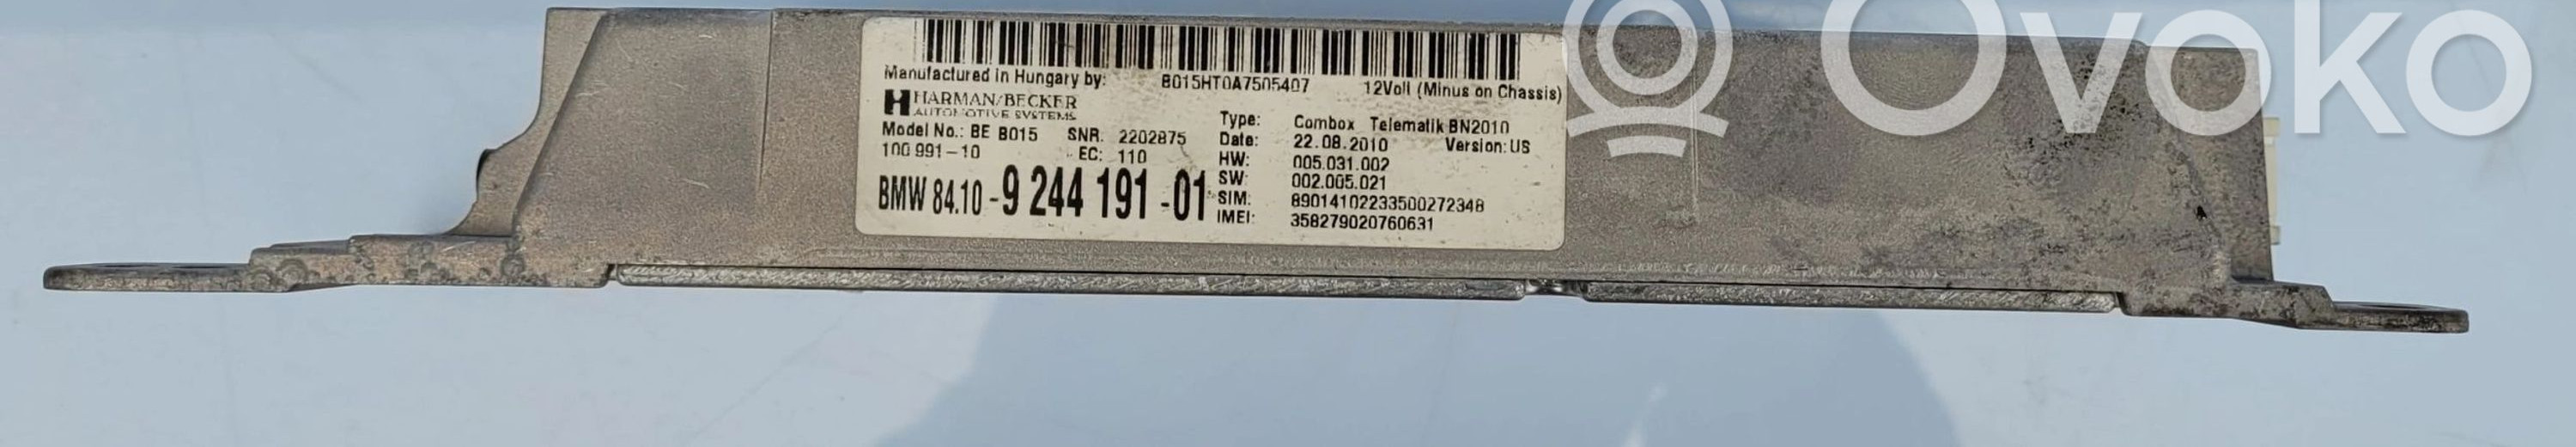 Ovoko
Manufactured in Hungary by: B015HT0A7505407 12Volt (Minus on Chassis)
HARMAN/BECKER
AUTOMOTIVE SYSTEMS
Model No.: BE B015 SNR. 2202875
100 991-10 EC: 110
BMW 84.10-9 244 191-01
Type: Combox Telematik BN2010
Date: 22.08.2010 Version: US
HW: 005.031.002
SW: 002.005.021
SIM: 89014102233500272348
IMEI: 358279020760631